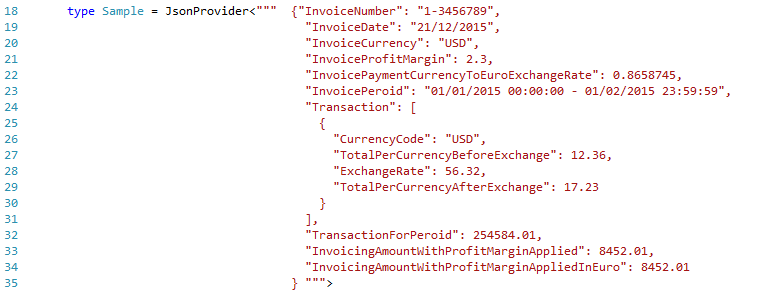 18 type Sample = JsonProvider<""" {"InvoiceNumber": "1-3456789",
19 "InvoiceDate": "21/12/2015",
20 "InvoiceCurrency": "USD",
21 "InvoiceProfitMargin": 2.3,
22 "InvoicePaymentCurrencyToEuroExchangeRate": 0.8658745,
23 "InvoicePeroid": "01/01/2015 00:00:00 - 01/02/2015 23:59:59",
24 "Transaction": [
25 {
26 "CurrencyCode": "USD",
27 "TotalPerCurrencyBeforeExchange": 12.36,
28 "ExchangeRate": 56.32,
29 "TotalPerCurrencyAfterExchange": 17.23
30 }
31 ],
32 "TransactionForPeroid": 254584.01,
33 "InvoicingAmountWithProfitMarginApplied": 8452.01,
34 "InvoicingAmountWithProfitMarginAppliedInEuro": 8452.01
35 } """>